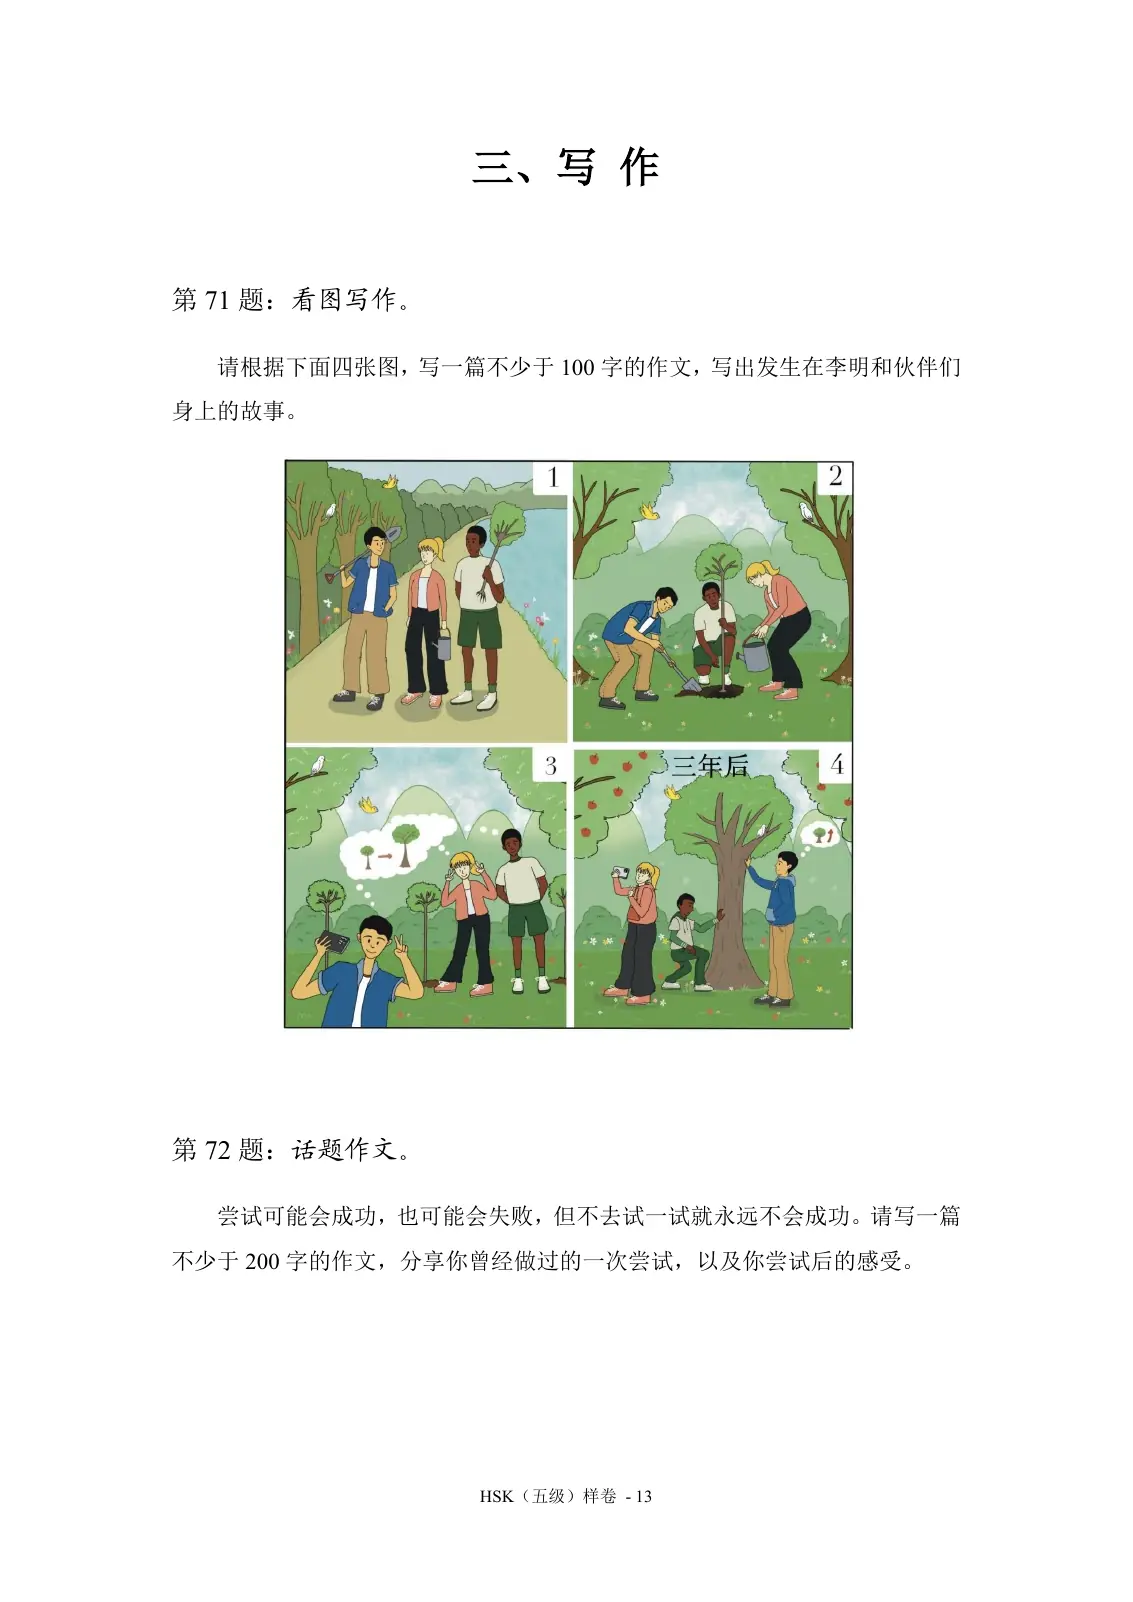 三、写 作
第 71 题：看图写作。
请根据下面四张图，写一篇不少于 100 字的作文，写出发生在李明和伙伴们
身上的故事。
1
2
3
三年后
4
第 72 题：话题作文。
尝试可能会成功，也可能会失败，但不去试一试就永远不会成功。请写一篇
不少于 200 字的作文，分享你曾经做过的一次尝试，以及你尝试后的感受。
HSK（五级）样卷 - 13